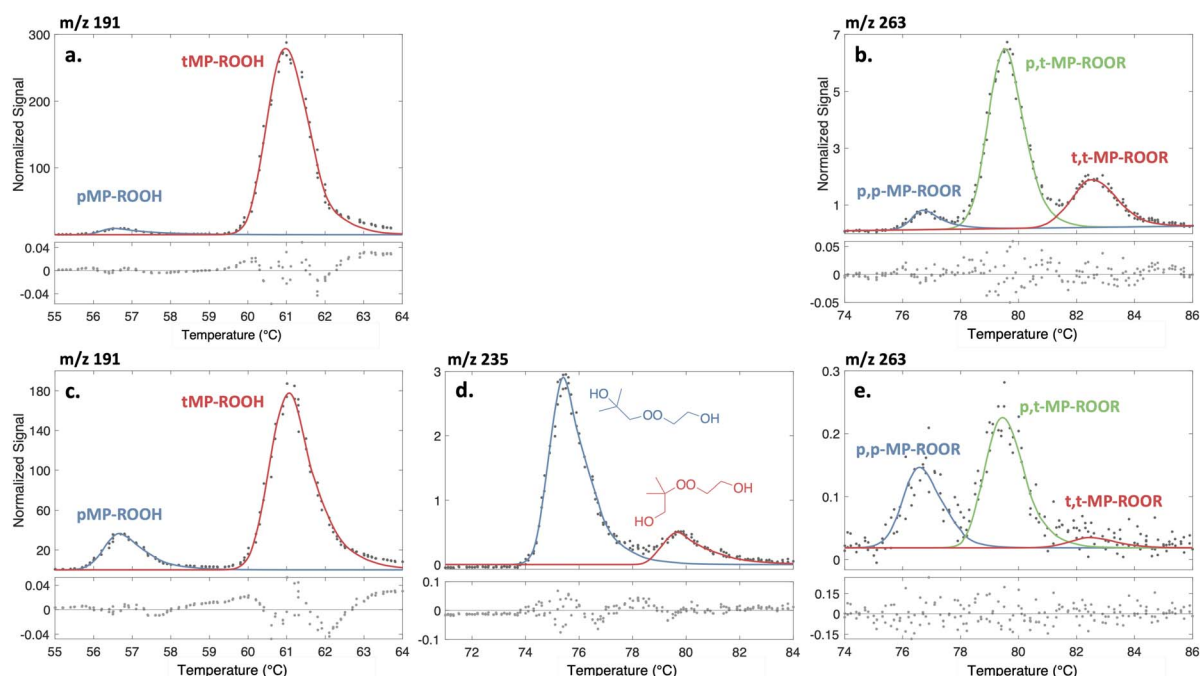 m/z 191
a.
tMP-ROOH
pMP-ROOH
Normalized Signal
300
200
100
0.04
0
-0.04
55 56 57 58 59 60 61 62 63 64
Temperature (°C)
m/z 263
b.
p,t-MP-ROOR
t,t-MP-ROOR
p,p-MP-ROOR
Normalized Signal
7
5
3
1
0.05
0
-0.05
74 76 78 80 82 84 86
Temperature (°C)
m/z 191
c.
tMP-ROOH
pMP-ROOH
Normalized Signal
180
140
100
60
20
0.04
0
-0.04
55 56 57 58 59 60 61 62 63 64
Temperature (°C)
m/z 235
d.
HO
OO
OH
OO
OH
HO
3
2
1
0
0.1
0
-0.1
72 74 76 78 80 82 84
Temperature (°C)
m/z 263
e.
p,t-MP-ROOR
p,p-MP-ROOR
t,t-MP-ROOR
0.3
0.2
0.1
0
0.15
0
-0.15
74 76 78 80 82 84 86
Temperature (°C)